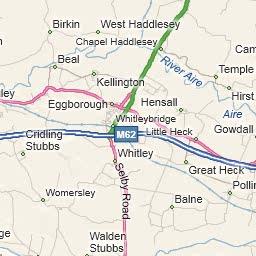 Birkin
West Haddlesey
Chapel Haddlesey
Beal
River Aire
Temple
Kellington
Hirst
Eggborough
Hensall
Aire
Whitleybridge
Gowdall
Cridling
Stubbs
M62
Little Heck
Whitley
Great Heck
Selby Road
Pollin
Womersley
Balne
Walden
Stubbs